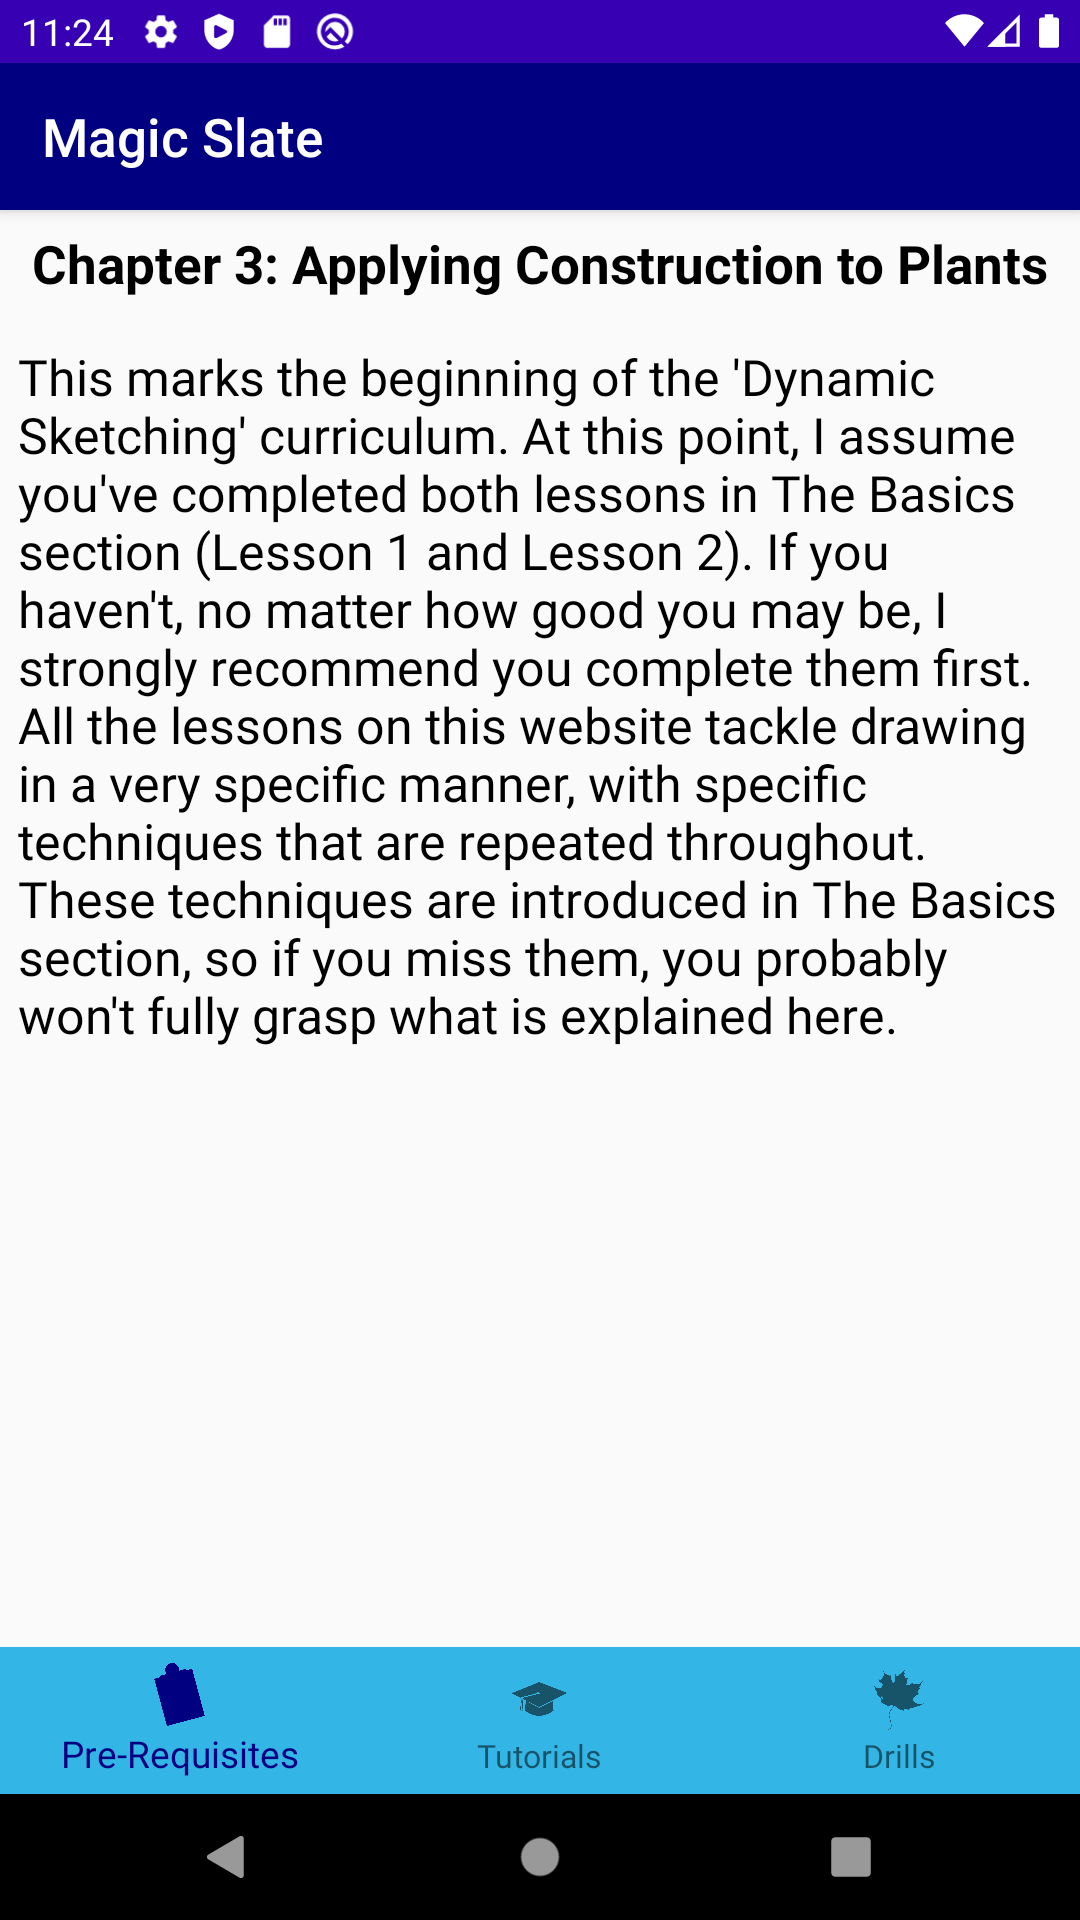 11:24
Magic Slate
Chapter 3: Applying Construction to Plants
This marks the beginning of the 'Dynamic
Sketching' curriculum. At this point, I assume
you've completed both lessons in The Basics
section (Lesson 1 and Lesson 2). If you
haven't, no matter how good you may be, I
strongly recommend you complete them first.
All the lessons on this website tackle drawing
in a very specific manner, with specific
techniques that are repeated throughout.
These techniques are introduced in The Basics
section, so if you miss them, you probably
won't fully grasp what is explained here.
Pre-Requisites
Tutorials
Drills